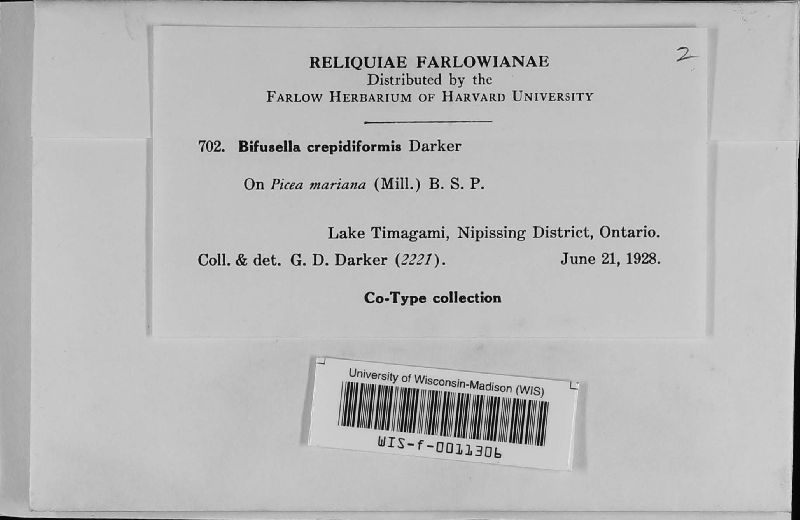 RELIQUIAE FARLOWIANAE
2
Distributed by the
FARLOW HERBARIUM OF HARVARD UNIVERSITY
702. Bifusella crepidiformis Darker
On Picea mariana (Mill.) B. S. P.
Lake Timagami, Nipissing District, Ontario.
Coll. & det. G. D. Darker (2221). June 21, 1928.
Co-Type collection
University of Wisconsin-Madison (WIS)
WIS-f-0011306